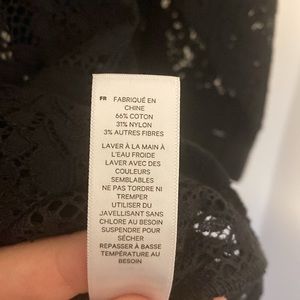 FR FABRIQUÉ EN
CHINE
66% COTON
31% NYLON
3% AUTRES FIBRES
LAVER À LA MAIN À
L'EAU FROIDE
LAVER AVEC DES
COULEURS
SEMBLABLES
NE PAS TORDRE NI
TREMPER
UTILISER DU
JAVELLISANT SANS
CHLORE AU BESOIN
SUSPENDRE POUR
SÉCHER
REPASSER À BASSE
TEMPÉRATURE AU
BESOIN